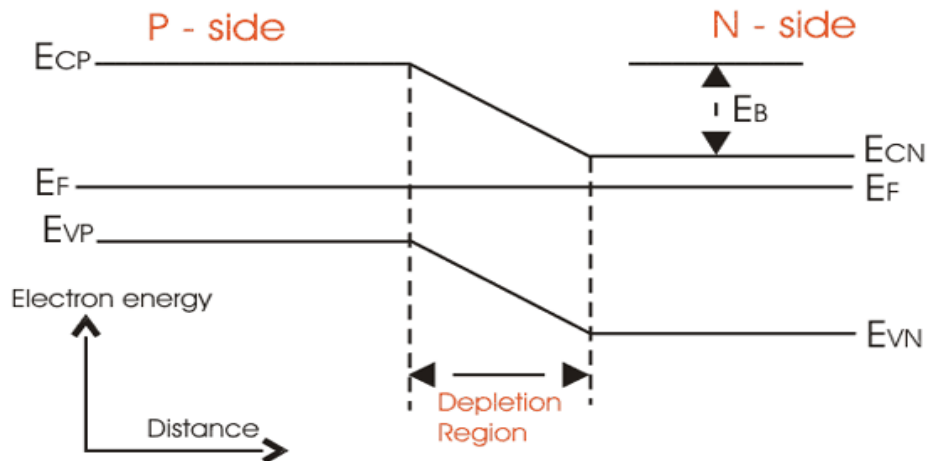 P - side
N - side
ECP
EB
ECN
EF
EF
EVP
Electron energy
EVN
Depletion
Region
Distance